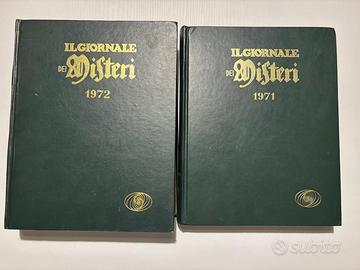 IL GIORNALE
DEI Misteri
1972
IL GIORNALE
DEI Misteri
1971
subito